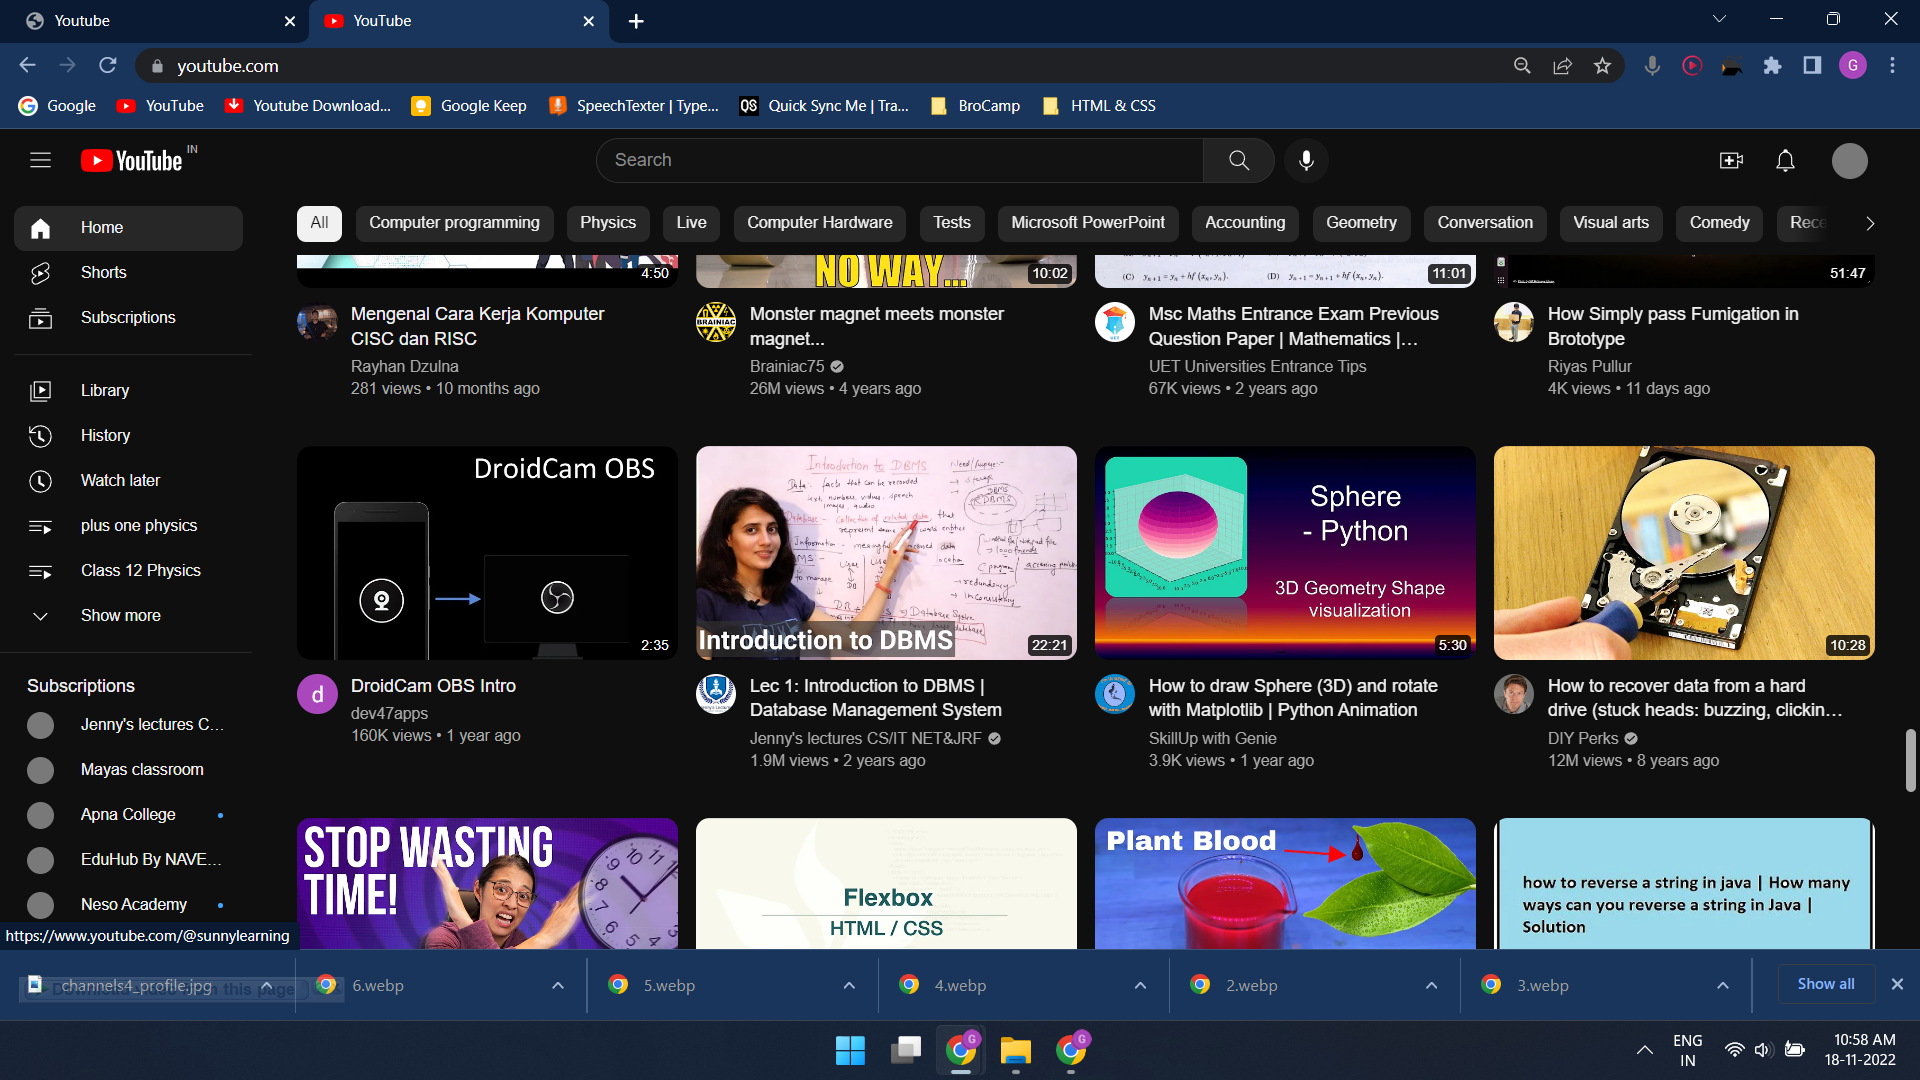 Youtube
YouTube
youtube.com
G
Google
YouTube
Youtube Download...
Google Keep
SpeechTexter | Type...
QS
Quick Sync Me | Tra...
BroCamp
HTML & CSS
YouTube IN
Search
Home
Shorts
Subscriptions
Library
History
Watch later
plus one physics
Class 12 Physics
Show more
Subscriptions
Jenny's lectures C...
Mayas classroom
Apna College
EduHub By NAVE...
Neso Academy
https://www.youtube.com/@sunnylearning
All
Computer programming
Physics
Live
Computer Hardware
Tests
Microsoft PowerPoint
Accounting
Geometry
Conversation
Visual arts
Comedy
Rece
4:50
NO WAY...
10:02
11:01
51:47
Mengenal Cara Kerja Komputer
CISC dan RISC
Rayhan Dzulna
281 views • 10 months ago
BRAINIAC
Monster magnet meets monster
magnet...
Brainiac75
26M views • 4 years ago
Msc Maths Entrance Exam Previous
Question Paper | Mathematics |...
UET Universities Entrance Tips
67K views • 2 years ago
How Simply pass Fumigation in
Brototype
Riyas Pullur
4K views • 11 days ago
DroidCam OBS
2:35
Introduction to DBMS
Introduction to DBMS
22:21
Sphere
- Python
3D Geometry Shape
visualization
5:30
10:28
d
DroidCam OBS Intro
dev47apps
160K views • 1 year ago
Lec 1: Introduction to DBMS |
Database Management System
Jenny's lectures CS/IT NET&JRF
1.9M views • 2 years ago
How to draw Sphere (3D) and rotate
with Matplotlib | Python Animation
SkillUp with Genie
3.9K views • 1 year ago
How to recover data from a hard
drive (stuck heads: buzzing, clickin...
DIY Perks
12M views • 8 years ago
STOP WASTING
TIME!
Flexbox
HTML / CSS
Plant Blood
how to reverse a string in java | How many
ways can you reverse a string in Java |
Solution
channels4_profile.jpg
6.webp
5.webp
4.webp
2.webp
3.webp
Show all
G
G
ENG
IN
10:58 AM
18-11-2022